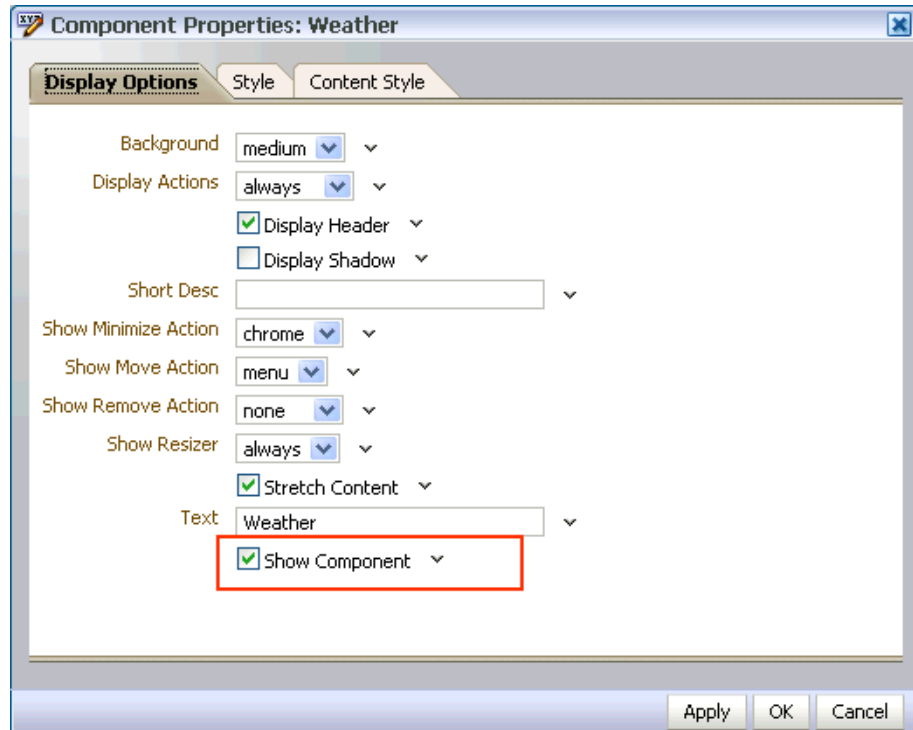 Component Properties: Weather
Display Options Style Content Style
Background medium
Display Actions always
Display Header
Display Shadow
Short Desc
Show Minimize Action chrome
Show Move Action menu
Show Remove Action none
Show Resizer always
Stretch Content
Text Weather
Show Component
Apply OK Cancel